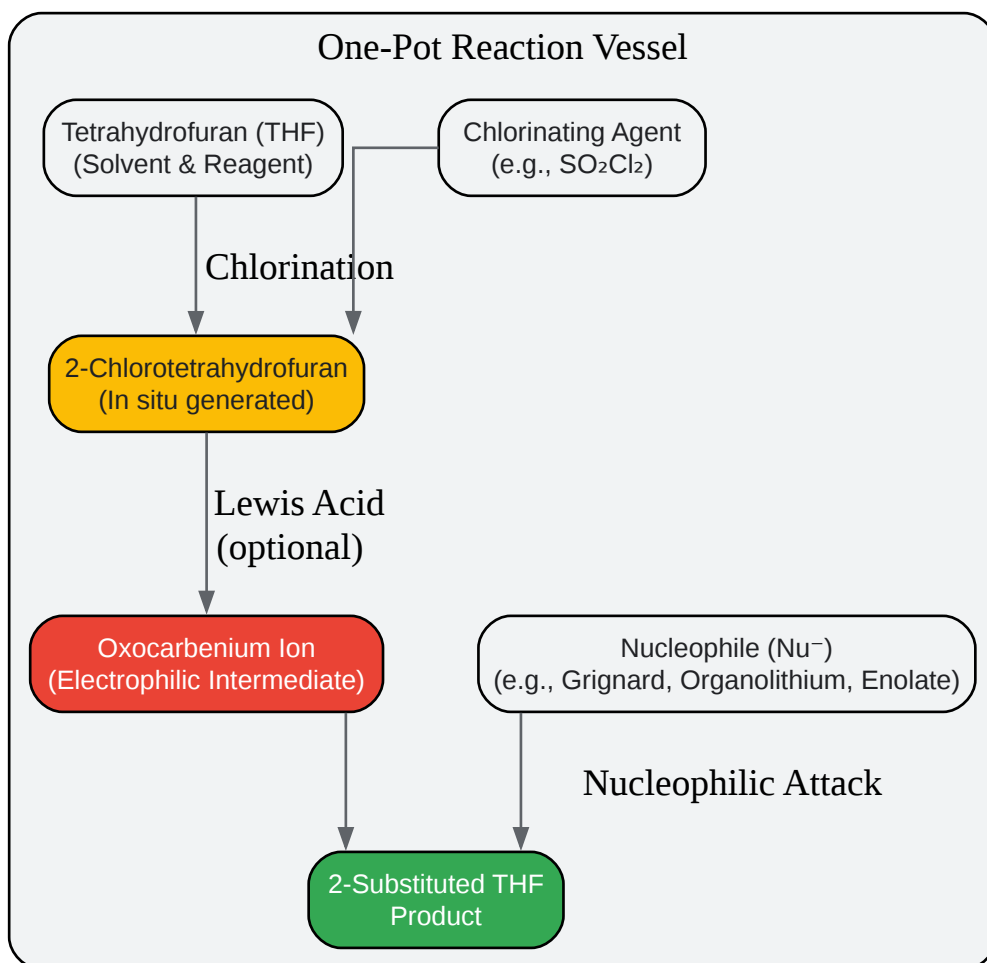 One-Pot Reaction Vessel
Tetrahydrofuran (THF)
(Solvent & Reagent)
Chlorinating Agent
(e.g., SO₂Cl₂)
Chlorination
2-Chlorotetrahydrofuran
(In situ generated)
Lewis Acid
(optional)
Oxocarbenium Ion
(Electrophilic Intermediate)
Nucleophile (Nu⁻)
(e.g., Grignard, Organolithium, Enolate)
Nucleophilic Attack
2-Substituted THF
Product